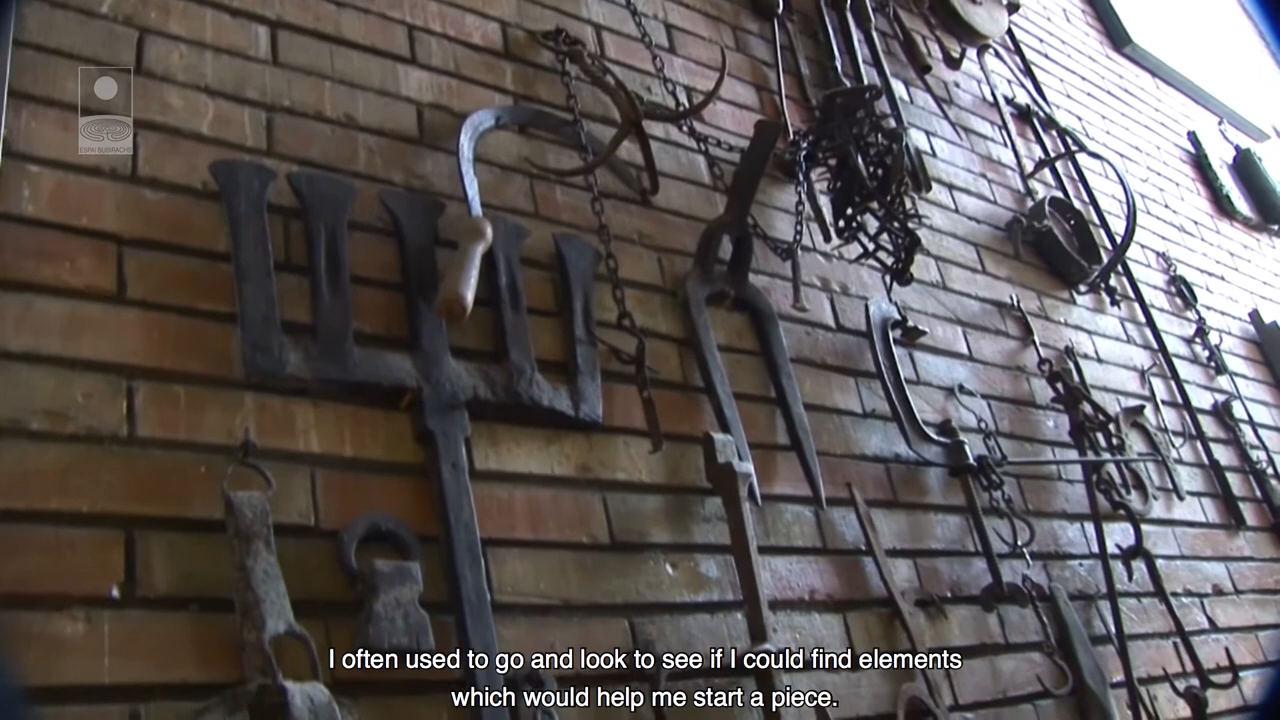 ESPAI SUBIRACHS
I often used to go and look to see if I could find elements
which would help me start a piece.